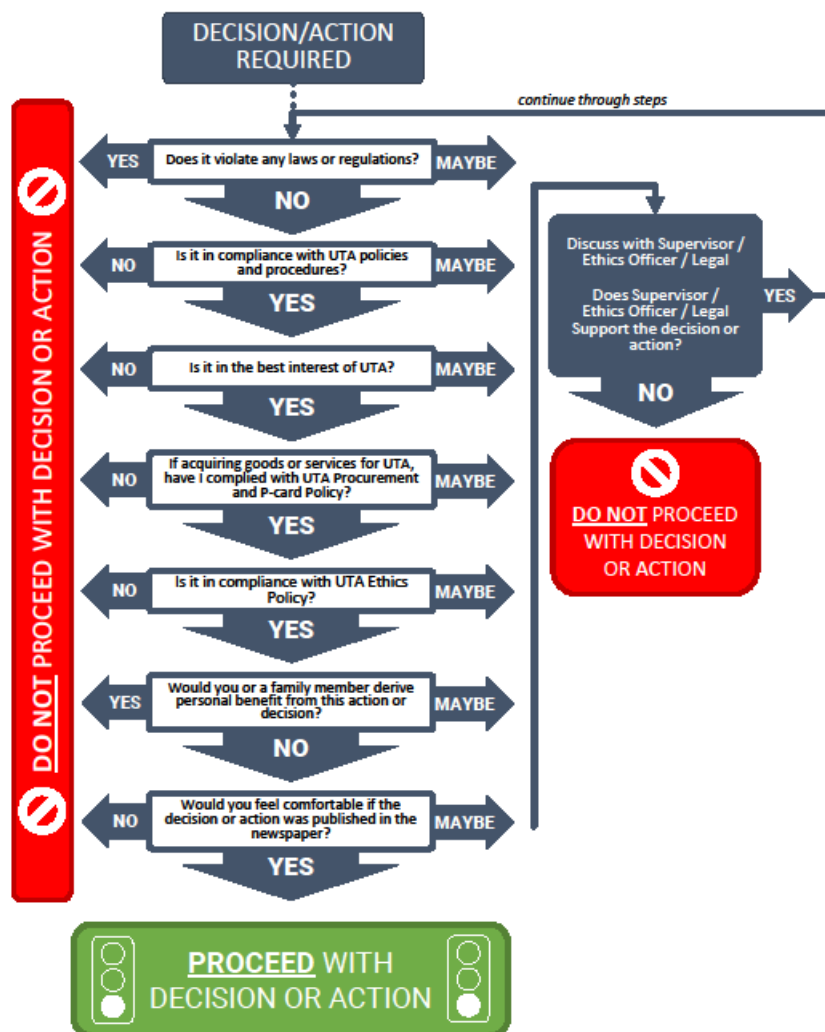 DECISION/ACTION
REQUIRED
continue through steps
DO NOT PROCEED WITH DECISION OR ACTION
YES
Does it violate any laws or regulations?
MAYBE
NO
NO
Is it in compliance with UTA policies
and procedures?
MAYBE
YES
NO
Is it in the best interest of UTA?
MAYBE
YES
NO
If acquiring goods or services for UTA,
have I complied with UTA Procurement
and P-card Policy?
MAYBE
YES
NO
Is it in compliance with UTA Ethics
Policy?
MAYBE
YES
YES
Would you or a family member derive
personal benefit from this action or
decision?
MAYBE
NO
NO
Would you feel comfortable if the
decision or action was published in the
newspaper?
MAYBE
YES
Discuss with Supervisor /
Ethics Officer / Legal
Does Supervisor /
Ethics Officer / Legal
Support the decision or
action?
YES
NO
DO NOT PROCEED
WITH DECISION
OR ACTION
PROCEED WITH
DECISION OR ACTION